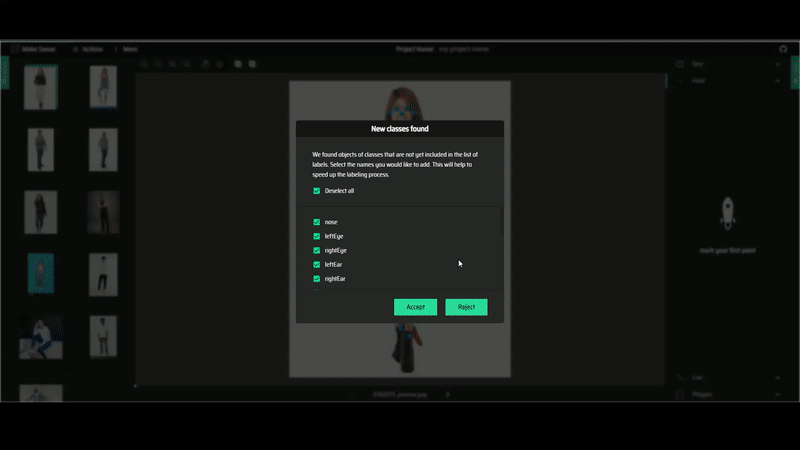 Make Sense
Actions
More
Project Name: my-project-name
New classes found
We found objects of classes that are not yet included in the list of
labels. Select the names you would like to add. This will help to
speed up the labeling process.
Deselect all
nose
leftEye
rightEye
leftEar
rightEar
Accept
Reject
mark your first point
Point
Line
Polygon